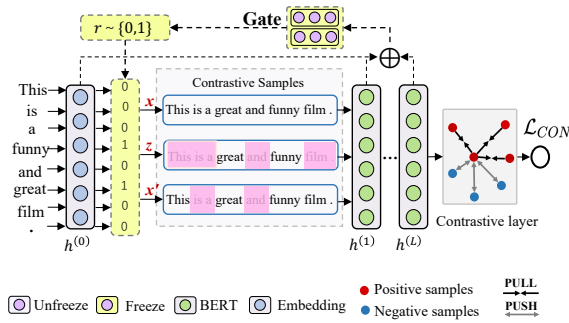 Gate
r ~ {0,1}
Contrastive Samples
This
is
a
funny
and
great
film
.
0
0
0
1
0
1
0
0
x
This is a great and funny film .
z
This is a great and funny film .
x'
This is a great and funny film .
...
h(0)
h(1)
h(L)
Contrastive layer
ℒCON
Unfreeze
Freeze
BERT
Embedding
Positive samples
Negative samples
PULL
PUSH